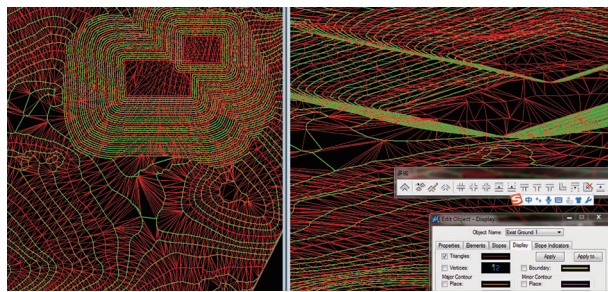 中
Edit Object - Display
Object Name: Exist Ground 1
Properties Elements Slopes Display Slope Indicators
Triangles: Apply Apply to...
Vertices: Boundary:
Major Contour Minor Contour
Place: Place: